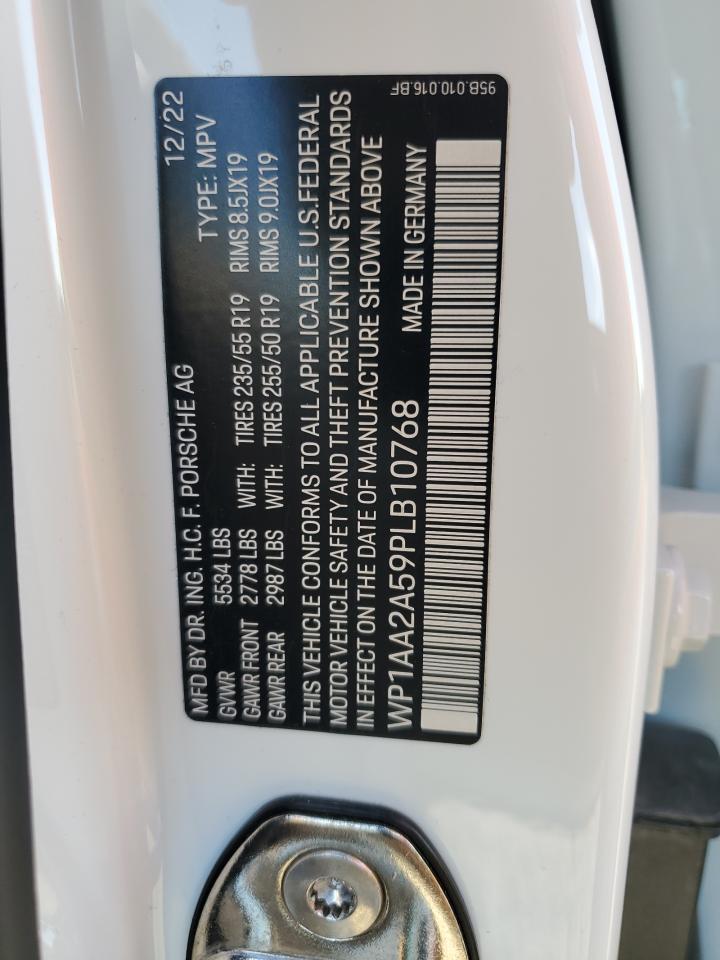 MFD BY DR. ING. H.C. F. PORSCHE AG 12/22
GVWR 5534 LBS TYPE: MPV
GAWR FRONT 2778 LBS WITH: TIRES 235/55 R19 RIMS 8.5JX19
GAWR REAR 2987 LBS WITH: TIRES 255/50 R19 RIMS 9.0JX19
THIS VEHICLE CONFORMS TO ALL APPLICABLE U.S.FEDERAL
MOTOR VEHICLE SAFETY AND THEFT PREVENTION STANDARDS
IN EFFECT ON THE DATE OF MANUFACTURE SHOWN ABOVE
WP1AA2A59PLB10768 MADE IN GERMANY
95B.010.016.BF